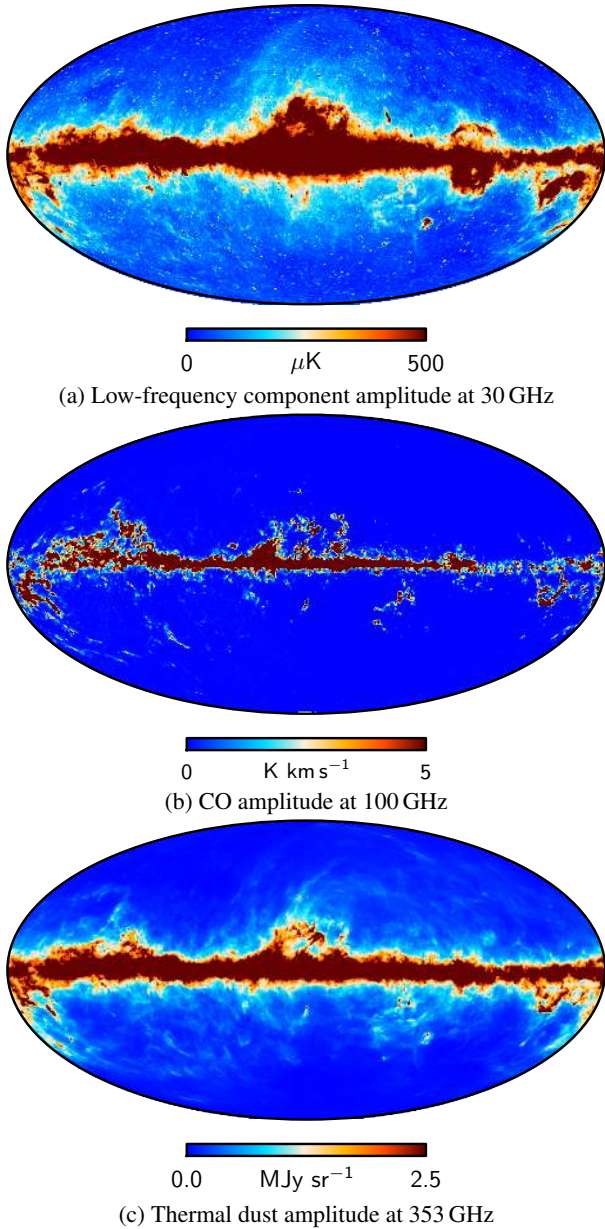 0 μK 500
(a) Low-frequency component amplitude at 30 GHz
0 K km s⁻¹ 5
(b) CO amplitude at 100 GHz
0.0 MJy sr⁻¹ 2.5
(c) Thermal dust amplitude at 353 GHz